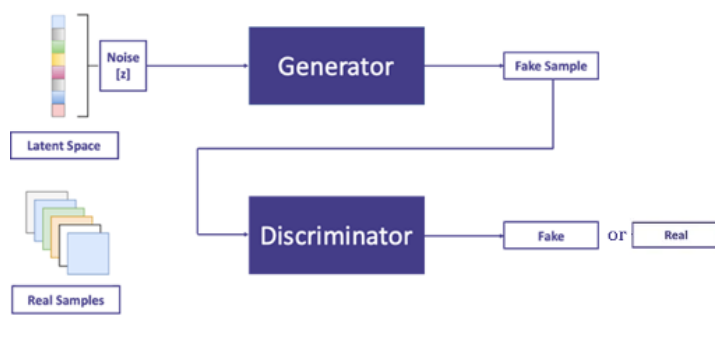 Noise
[z]
Generator
Fake Sample
Latent Space
Discriminator
Fake
or
Real
Real Samples